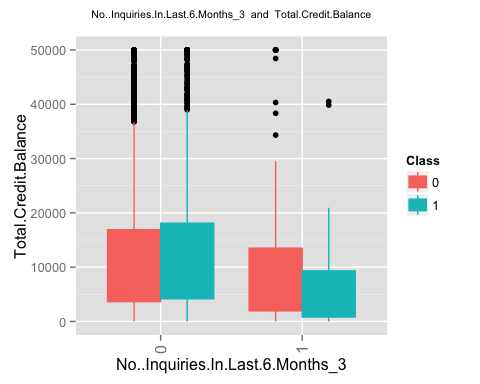 No..Inquiries.In.Last.6.Months_3 and Total.Credit.Balance
50000
40000
30000
20000
10000
0
Total.Credit.Balance
0
1
No..Inquiries.In.Last.6.Months_3
Class
0
1